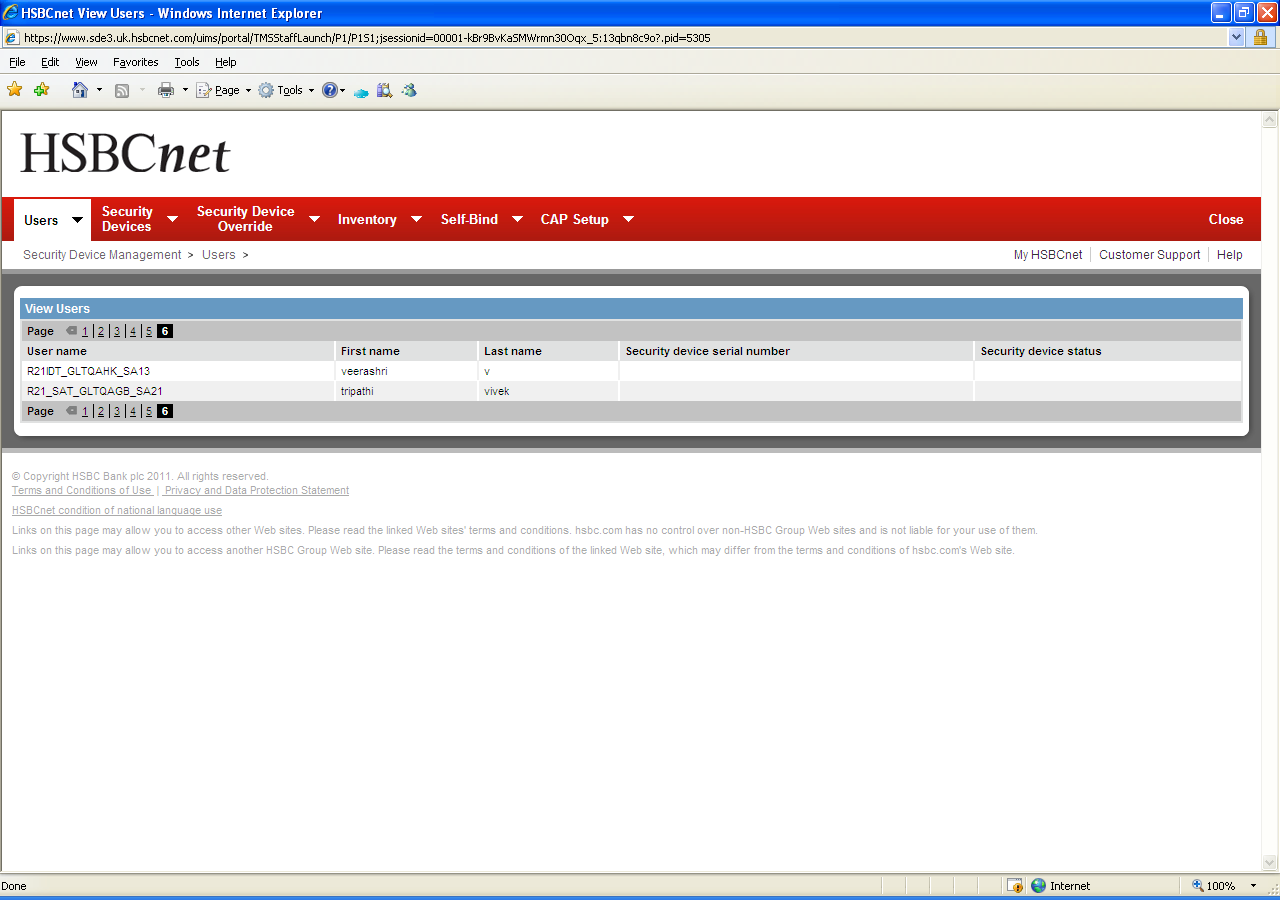 HSBCnet View Users - Windows Internet Explorer
https://www.sde3.uk.hsbcnet.com/uims/portal/TMSStaffLaunch/P1/P1S1;jsessionid=00001-kBr9BvKaSMWrmn30Oqx_5:13qbn8c9o?.pid=5305
File Edit View Favorites Tools Help
Page Tools
HSBCnet
Users Security Devices Security Device Override Inventory Self-Bind CAP Setup Close
Security Device Management > Users > My HSBCnet Customer Support Help
View Users
Page 1 2 3 4 5 6
User name First name Last name Security device serial number Security device status
R21IDT_GLTQAHK_SA13 veerashri v
R21_SAT_GLTQAGB_SA21 tripathi vivek
Page 1 2 3 4 5 6
© Copyright HSBC Bank plc 2011. All rights reserved.
Terms and Conditions of Use | Privacy and Data Protection Statement
HSBCnet condition of national language use
Links on this page may allow you to access other Web sites. Please read the linked Web sites' terms and conditions. hsbc.com has no control over non-HSBC Group Web sites and is not liable for your use of them.
Links on this page may allow you to access another HSBC Group Web site. Please read the terms and conditions of the linked Web site, which may differ from the terms and conditions of hsbc.com's Web site.
Done Internet 100%